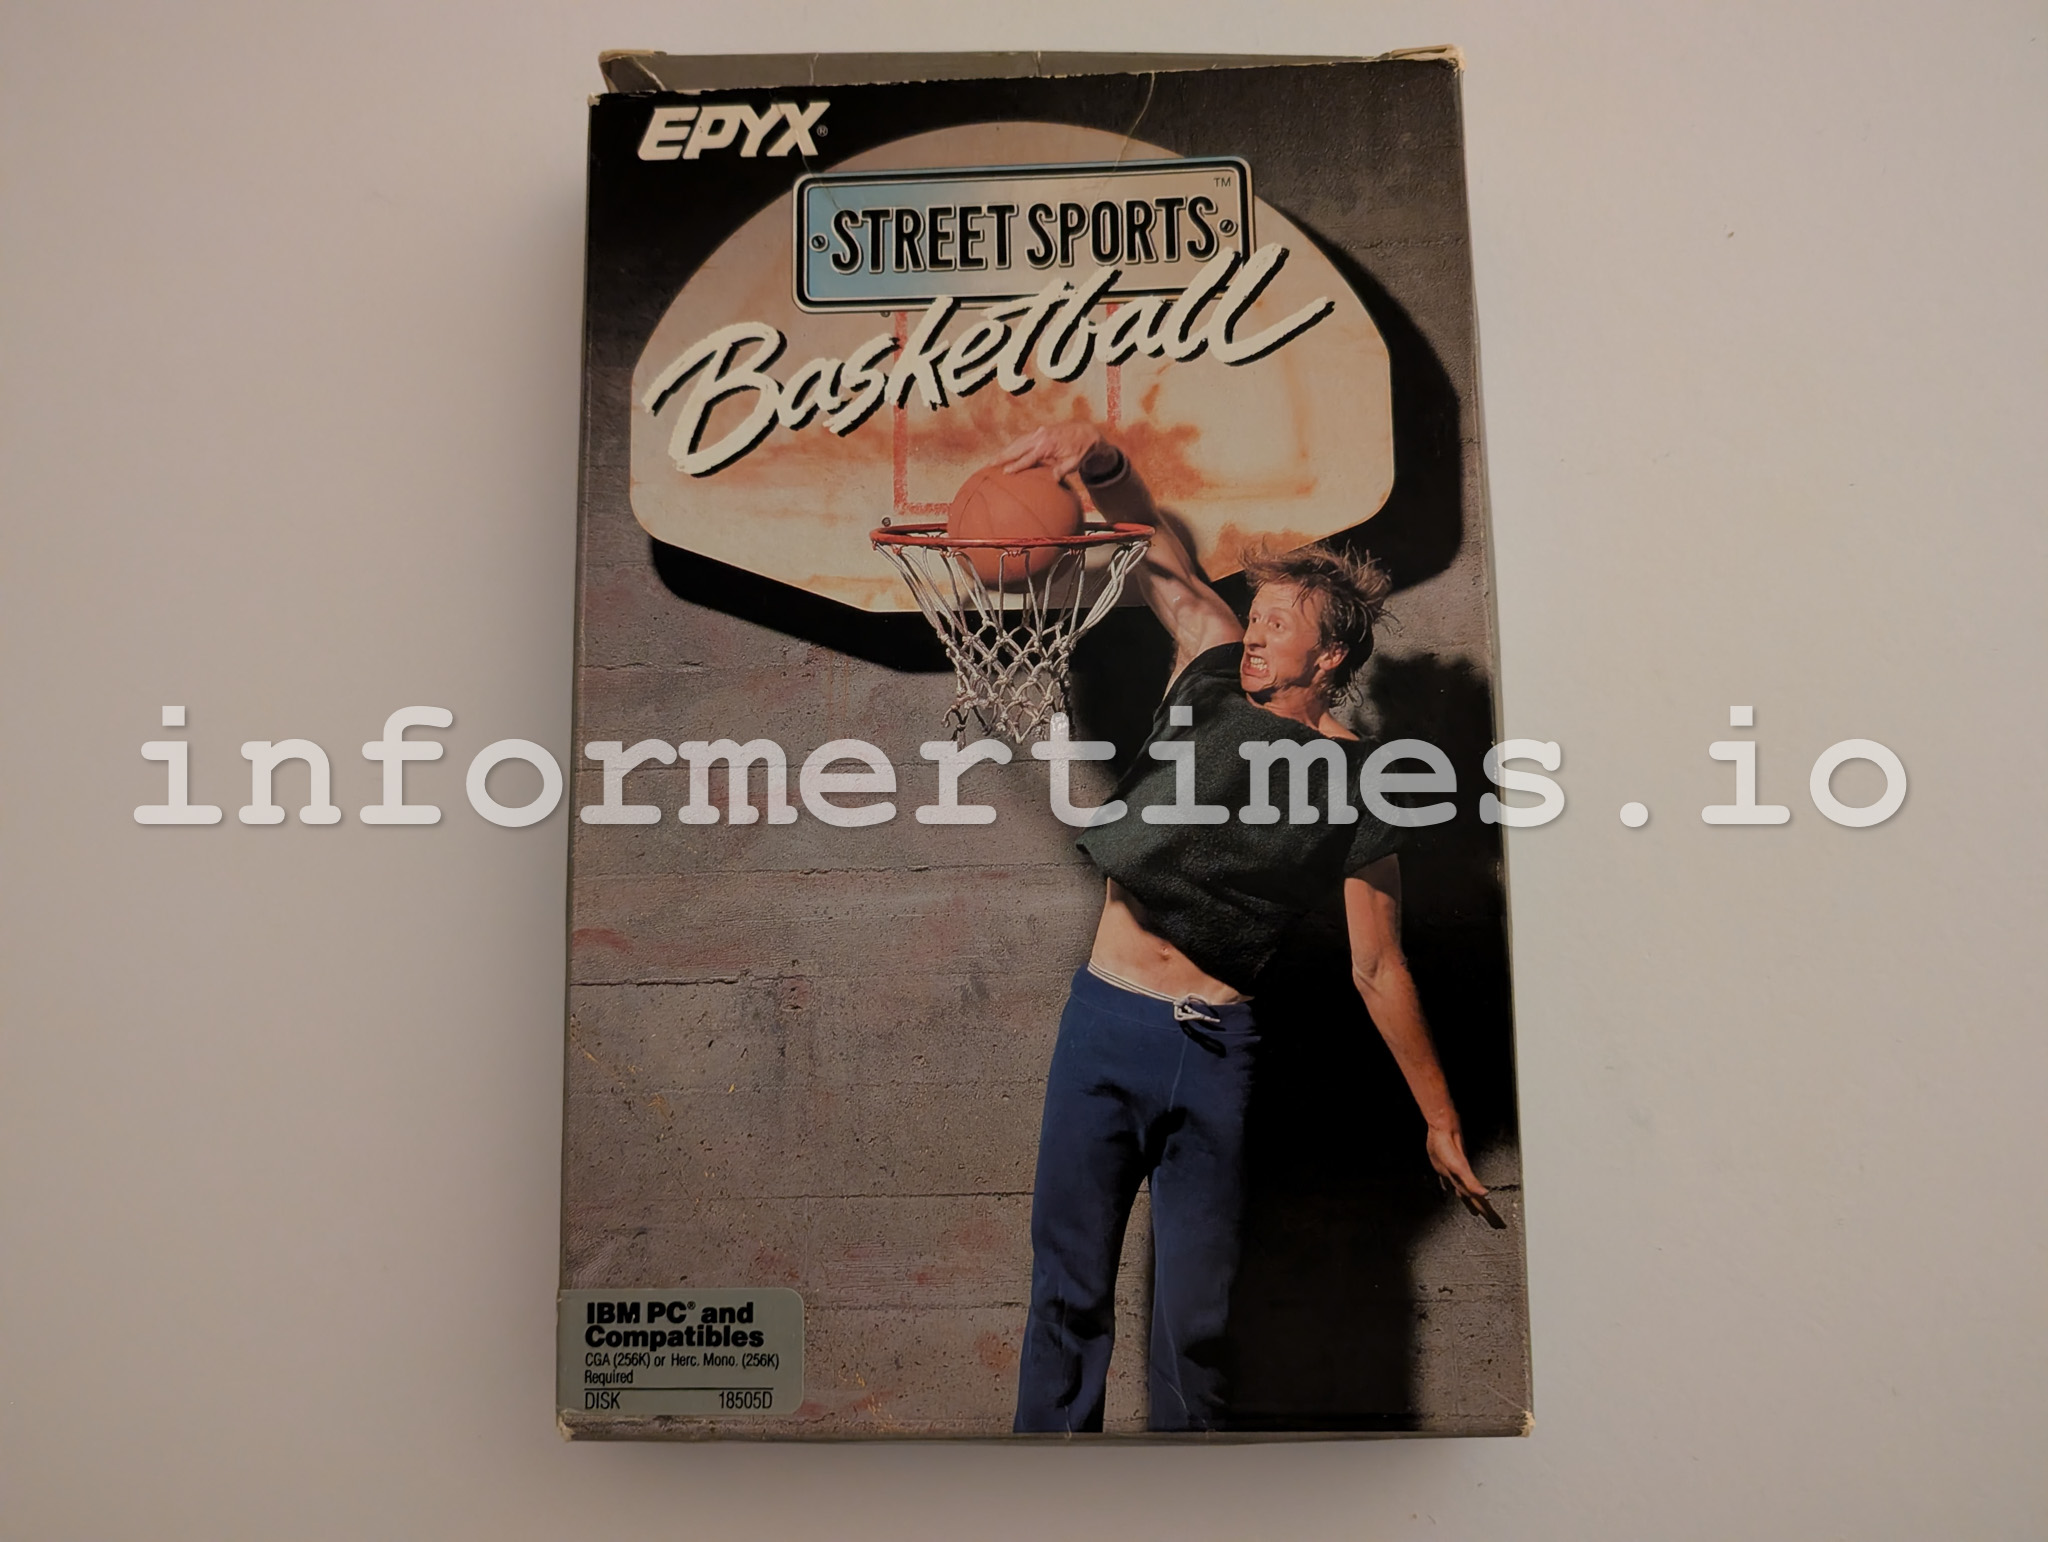 EPYX®
STREET SPORTS™
Basketball
informertimes.io
IBM PC® and
Compatibles
CGA (256K) or Herc. Mono. (256K)
Required
DISK 18505D